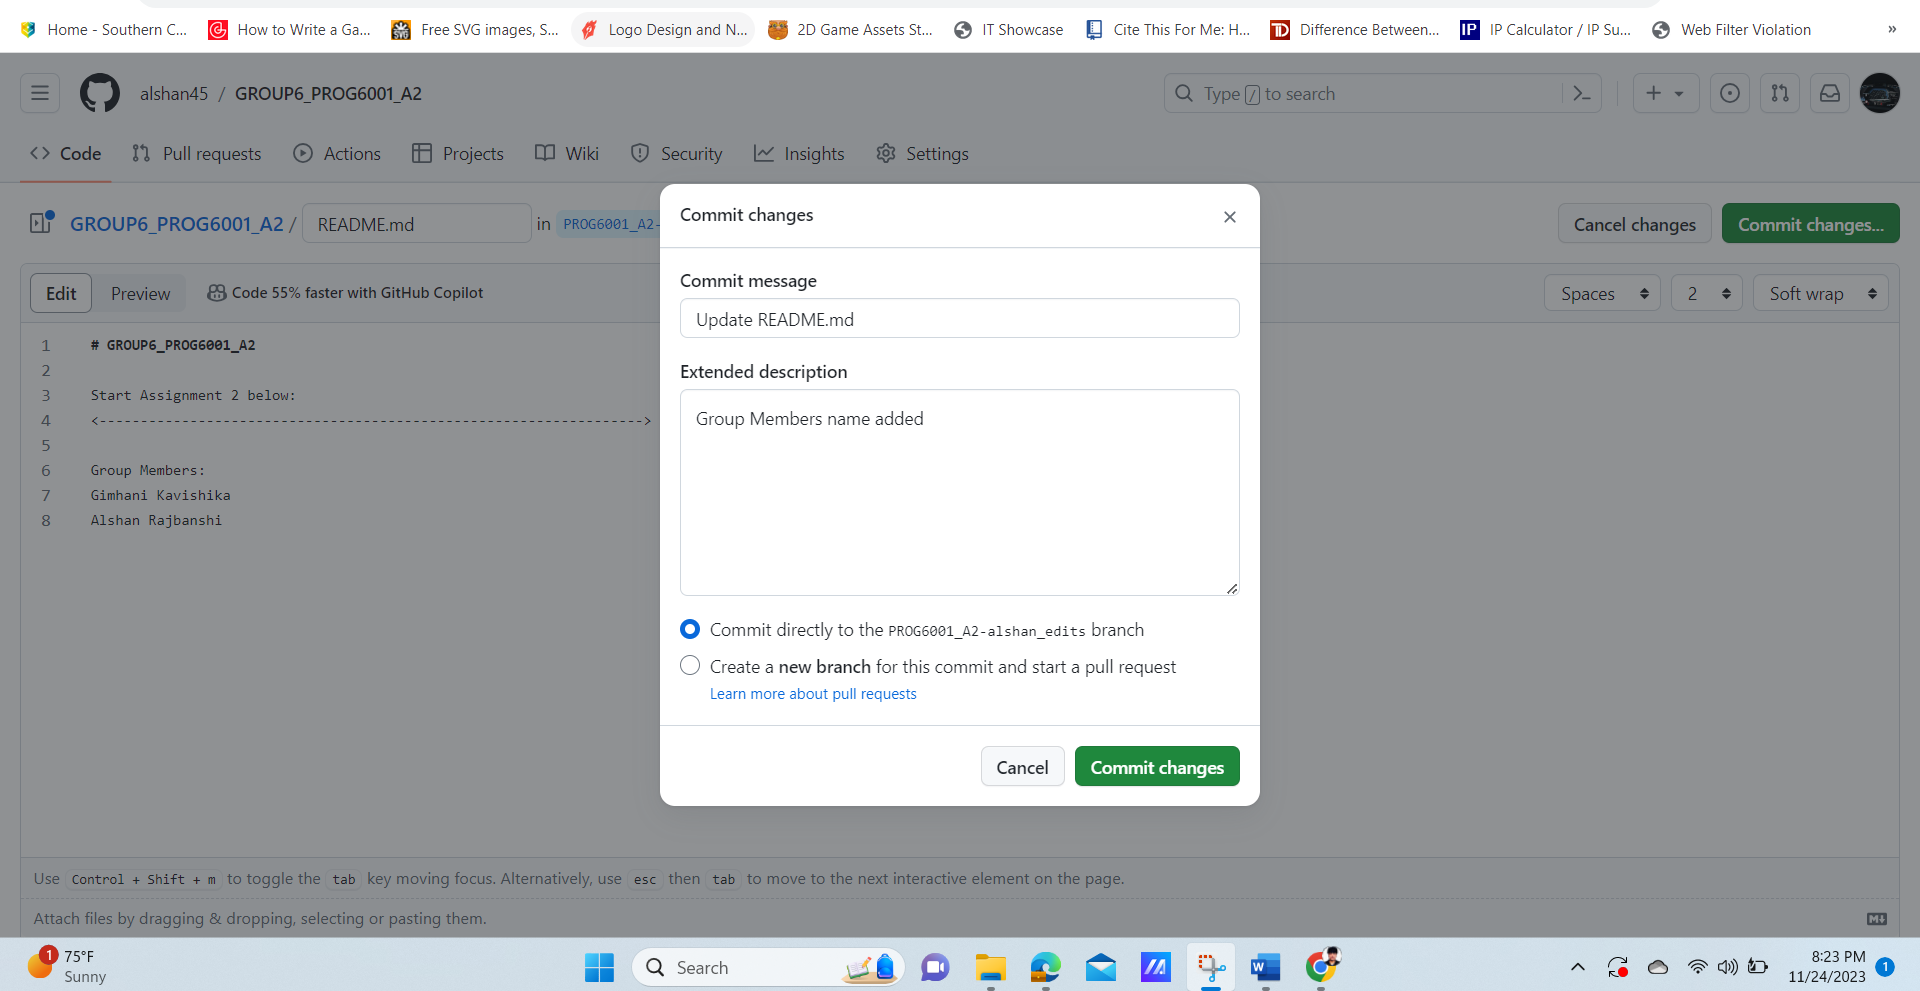 Home - Southern C...
How to Write a Ga...
Free SVG images, S...
Logo Design and N...
2D Game Assets St...
IT Showcase
Cite This For Me: H...
TD
Difference Between...
IP
IP Calculator / IP Su...
Web Filter Violation
»
alshan45 / GROUP6_PROG6001_A2
Type / to search
Code
Pull requests
Actions
Projects
Wiki
Security
Insights
Settings
GROUP6_PROG6001_A2 / README.md in PROG6001_A2-
Cancel changes
Commit changes...
Edit
Preview
Code 55% faster with GitHub Copilot
Spaces
2
Soft wrap
1 # GROUP6_PROG6001_A2
2
3 Start Assignment 2 below:
4 <------------------------------------------------------------------>
5
6 Group Members:
7 Gimhani Kavishika
8 Alshan Rajbanshi
Commit changes
Commit message
Update README.md
Extended description
Group Members name added
Commit directly to the PROG6001_A2-alshan_edits branch
Create a new branch for this commit and start a pull request
Learn more about pull requests
Cancel
Commit changes
Use Control + Shift + m to toggle the tab key moving focus. Alternatively, use esc then tab to move to the next interactive element on the page.
Attach files by dragging & dropping, selecting or pasting them.
1
75°F
Sunny
Search
8:23 PM
11/24/2023
1